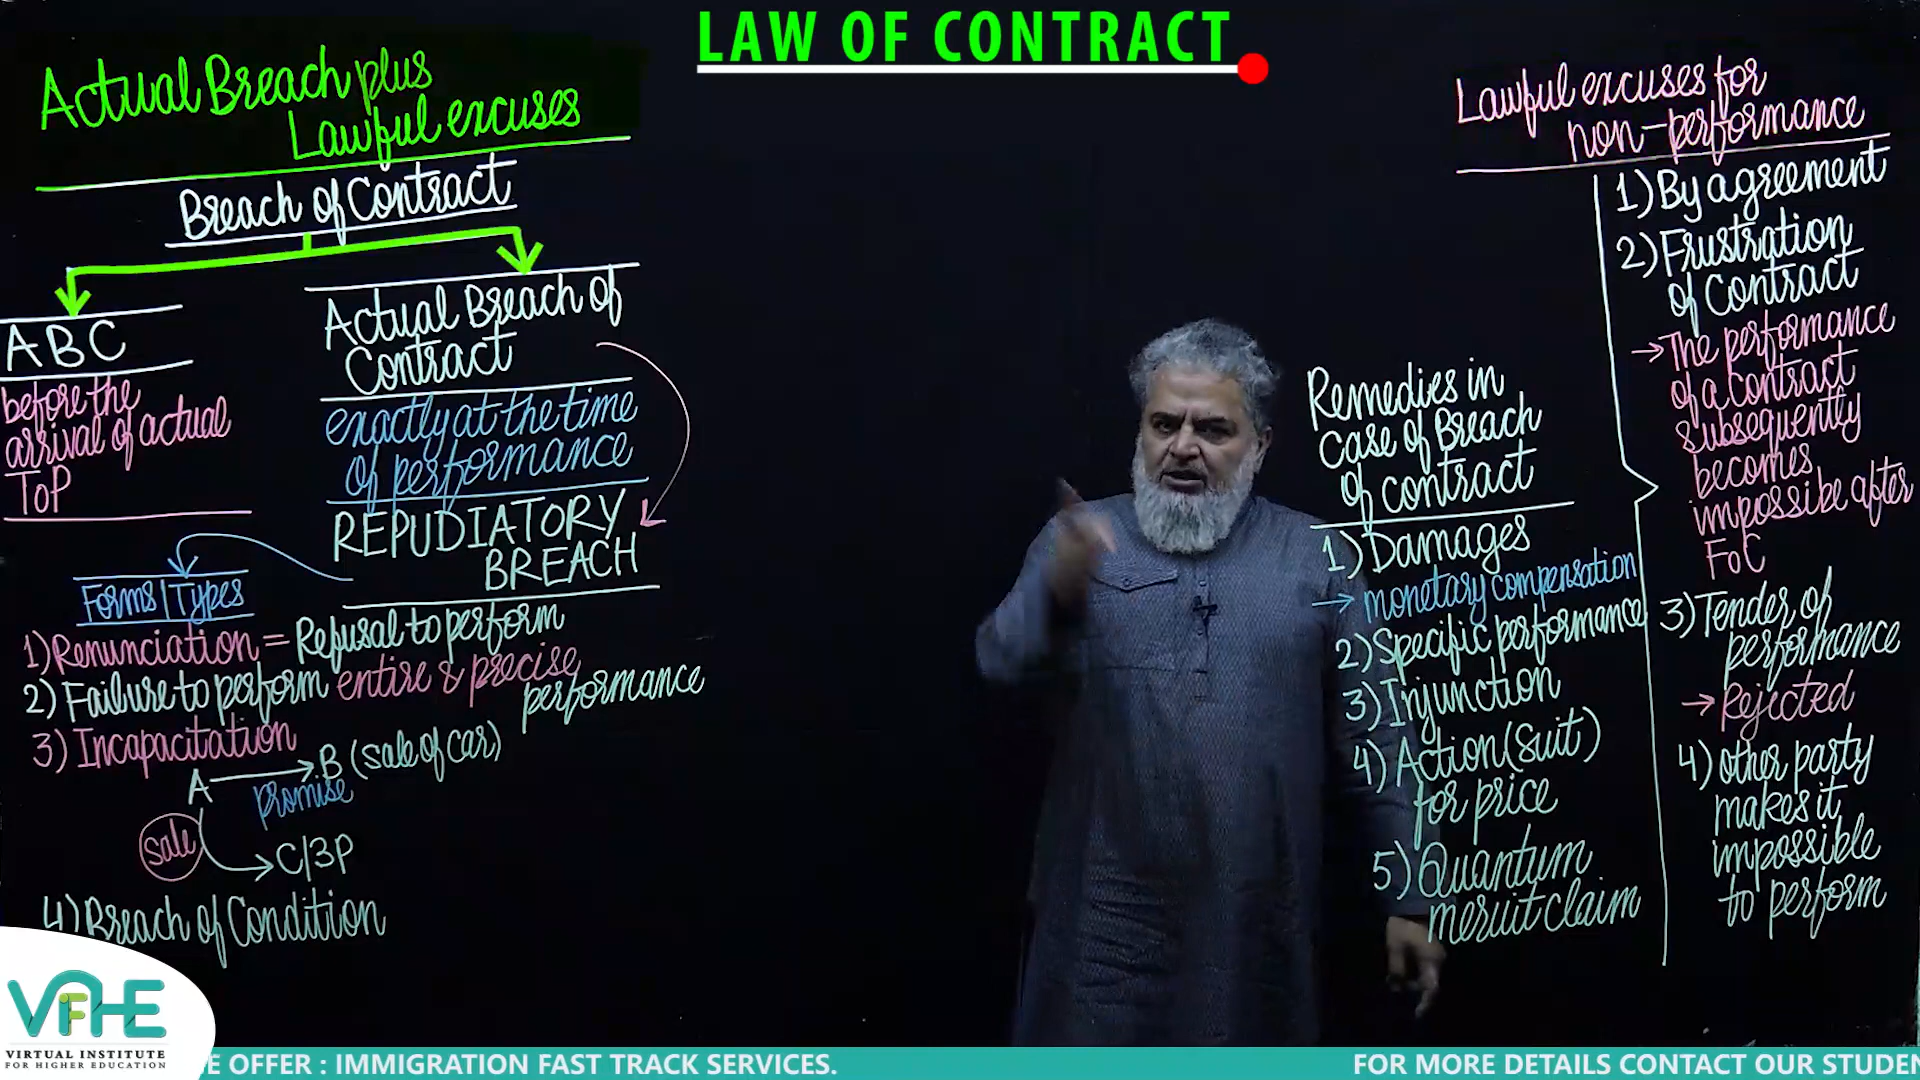 LAW OF CONTRACT
Actual Breach plus
Lawful excuses
Breach of Contract
ABC
before the
arrival of actual
ToP
Actual Breach of
Contract
exactly at the time
of performance
REPUDIATORY
BREACH
Forms/Types
1) Renunciation = Refusal to perform
2) Failure to perform entire & precise
performance
3) Incapacitation
A → B (sale of car)
promise
sale
C/3P
4) Breach of Condition
Remedies in
case of Breach
of contract
1) Damages
→ monetary compensation
2) Specific performance
3) Injunction
4) Action (suit)
for price
5) Quantum
meruit claim
Lawful excuses for
non-performance
1) By agreement
2) Frustration
of Contract
→ The performance
of a contract
subsequently
becomes
impossibe after
FoC
3) Tender of
performance
→ Rejected
4) other party
makes it
impossible
to perform
VIFHE
VIRTUAL INSTITUTE
FOR HIGHER EDUCATION
E OFFER : IMMIGRATION FAST TRACK SERVICES.
FOR MORE DETAILS CONTACT OUR STUDEN